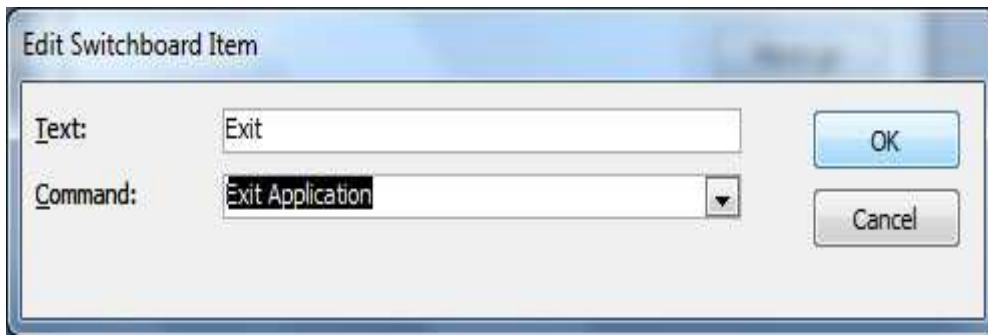 Edit Switchboard Item
Text: Exit
OK
Command: Exit Application
Cancel